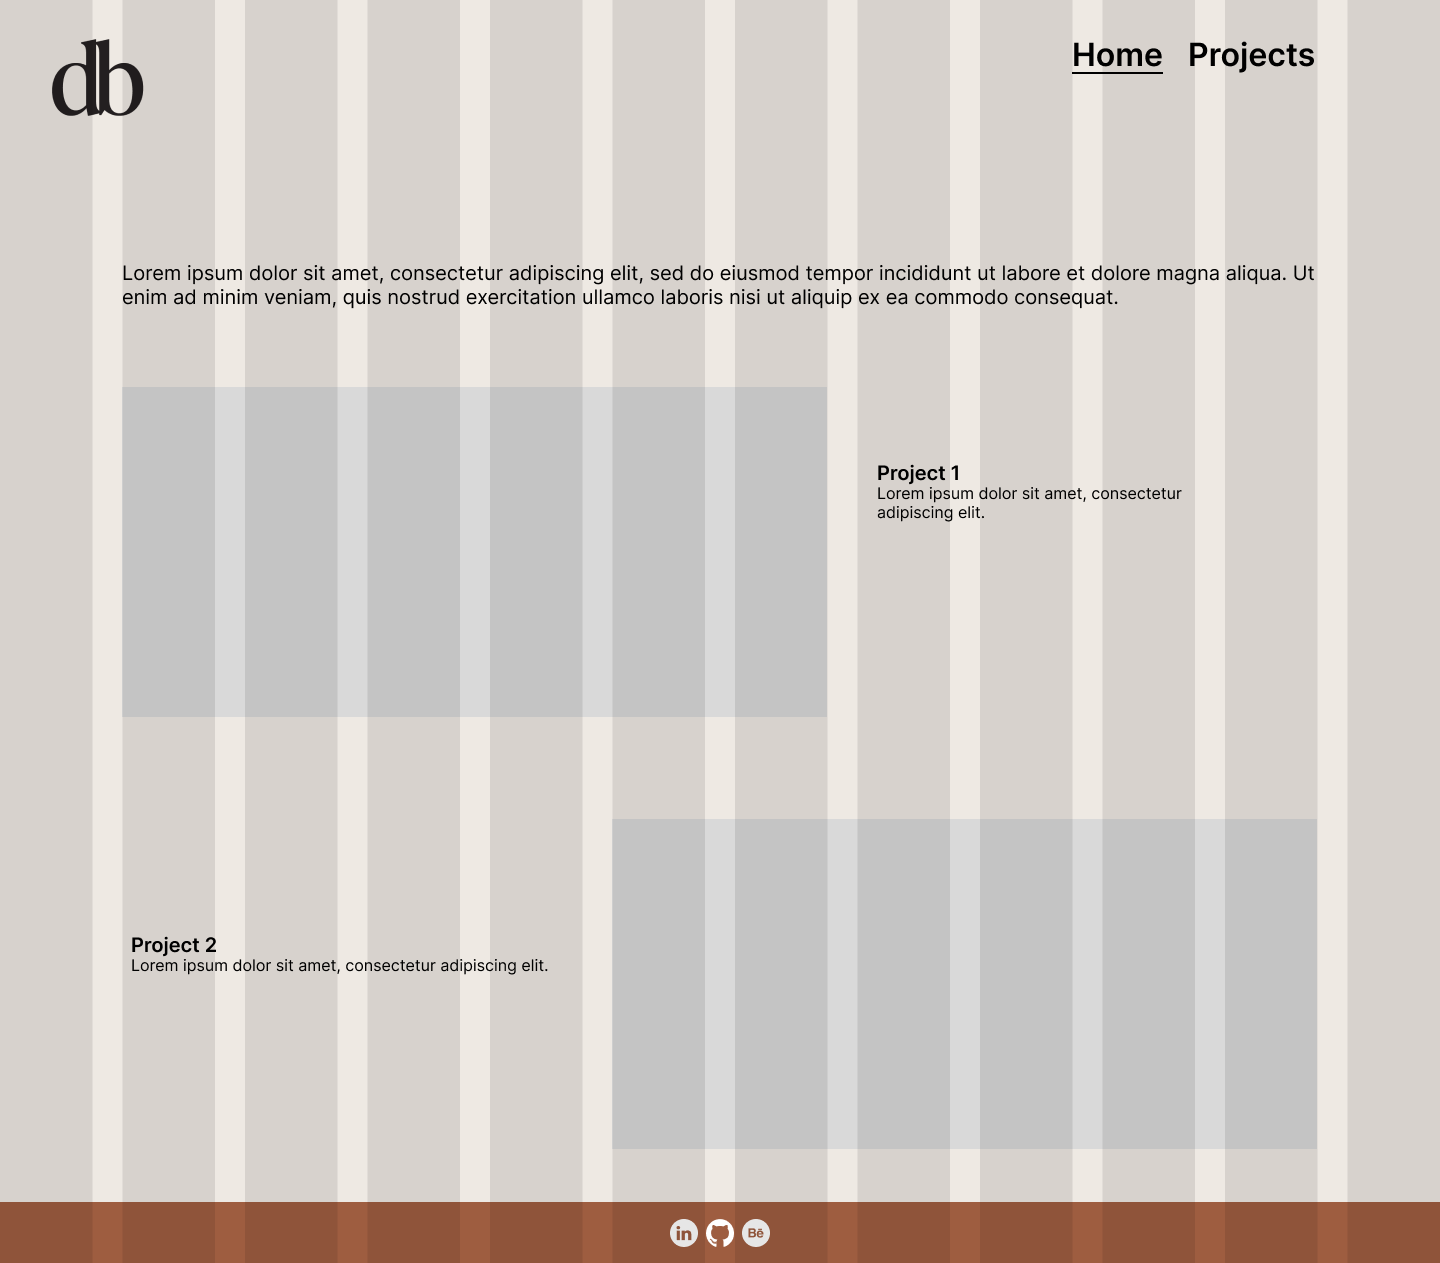 db
Home Projects
Lorem ipsum dolor sit amet, consectetur adipiscing elit, sed do eiusmod tempor incididunt ut labore et dolore magna aliqua. Ut
enim ad minim veniam, quis nostrud exercitation ullamco laboris nisi ut aliquip ex ea commodo consequat.
Project 1
Lorem ipsum dolor sit amet, consectetur
adipiscing elit.
Project 2
Lorem ipsum dolor sit amet, consectetur adipiscing elit.
in Bē